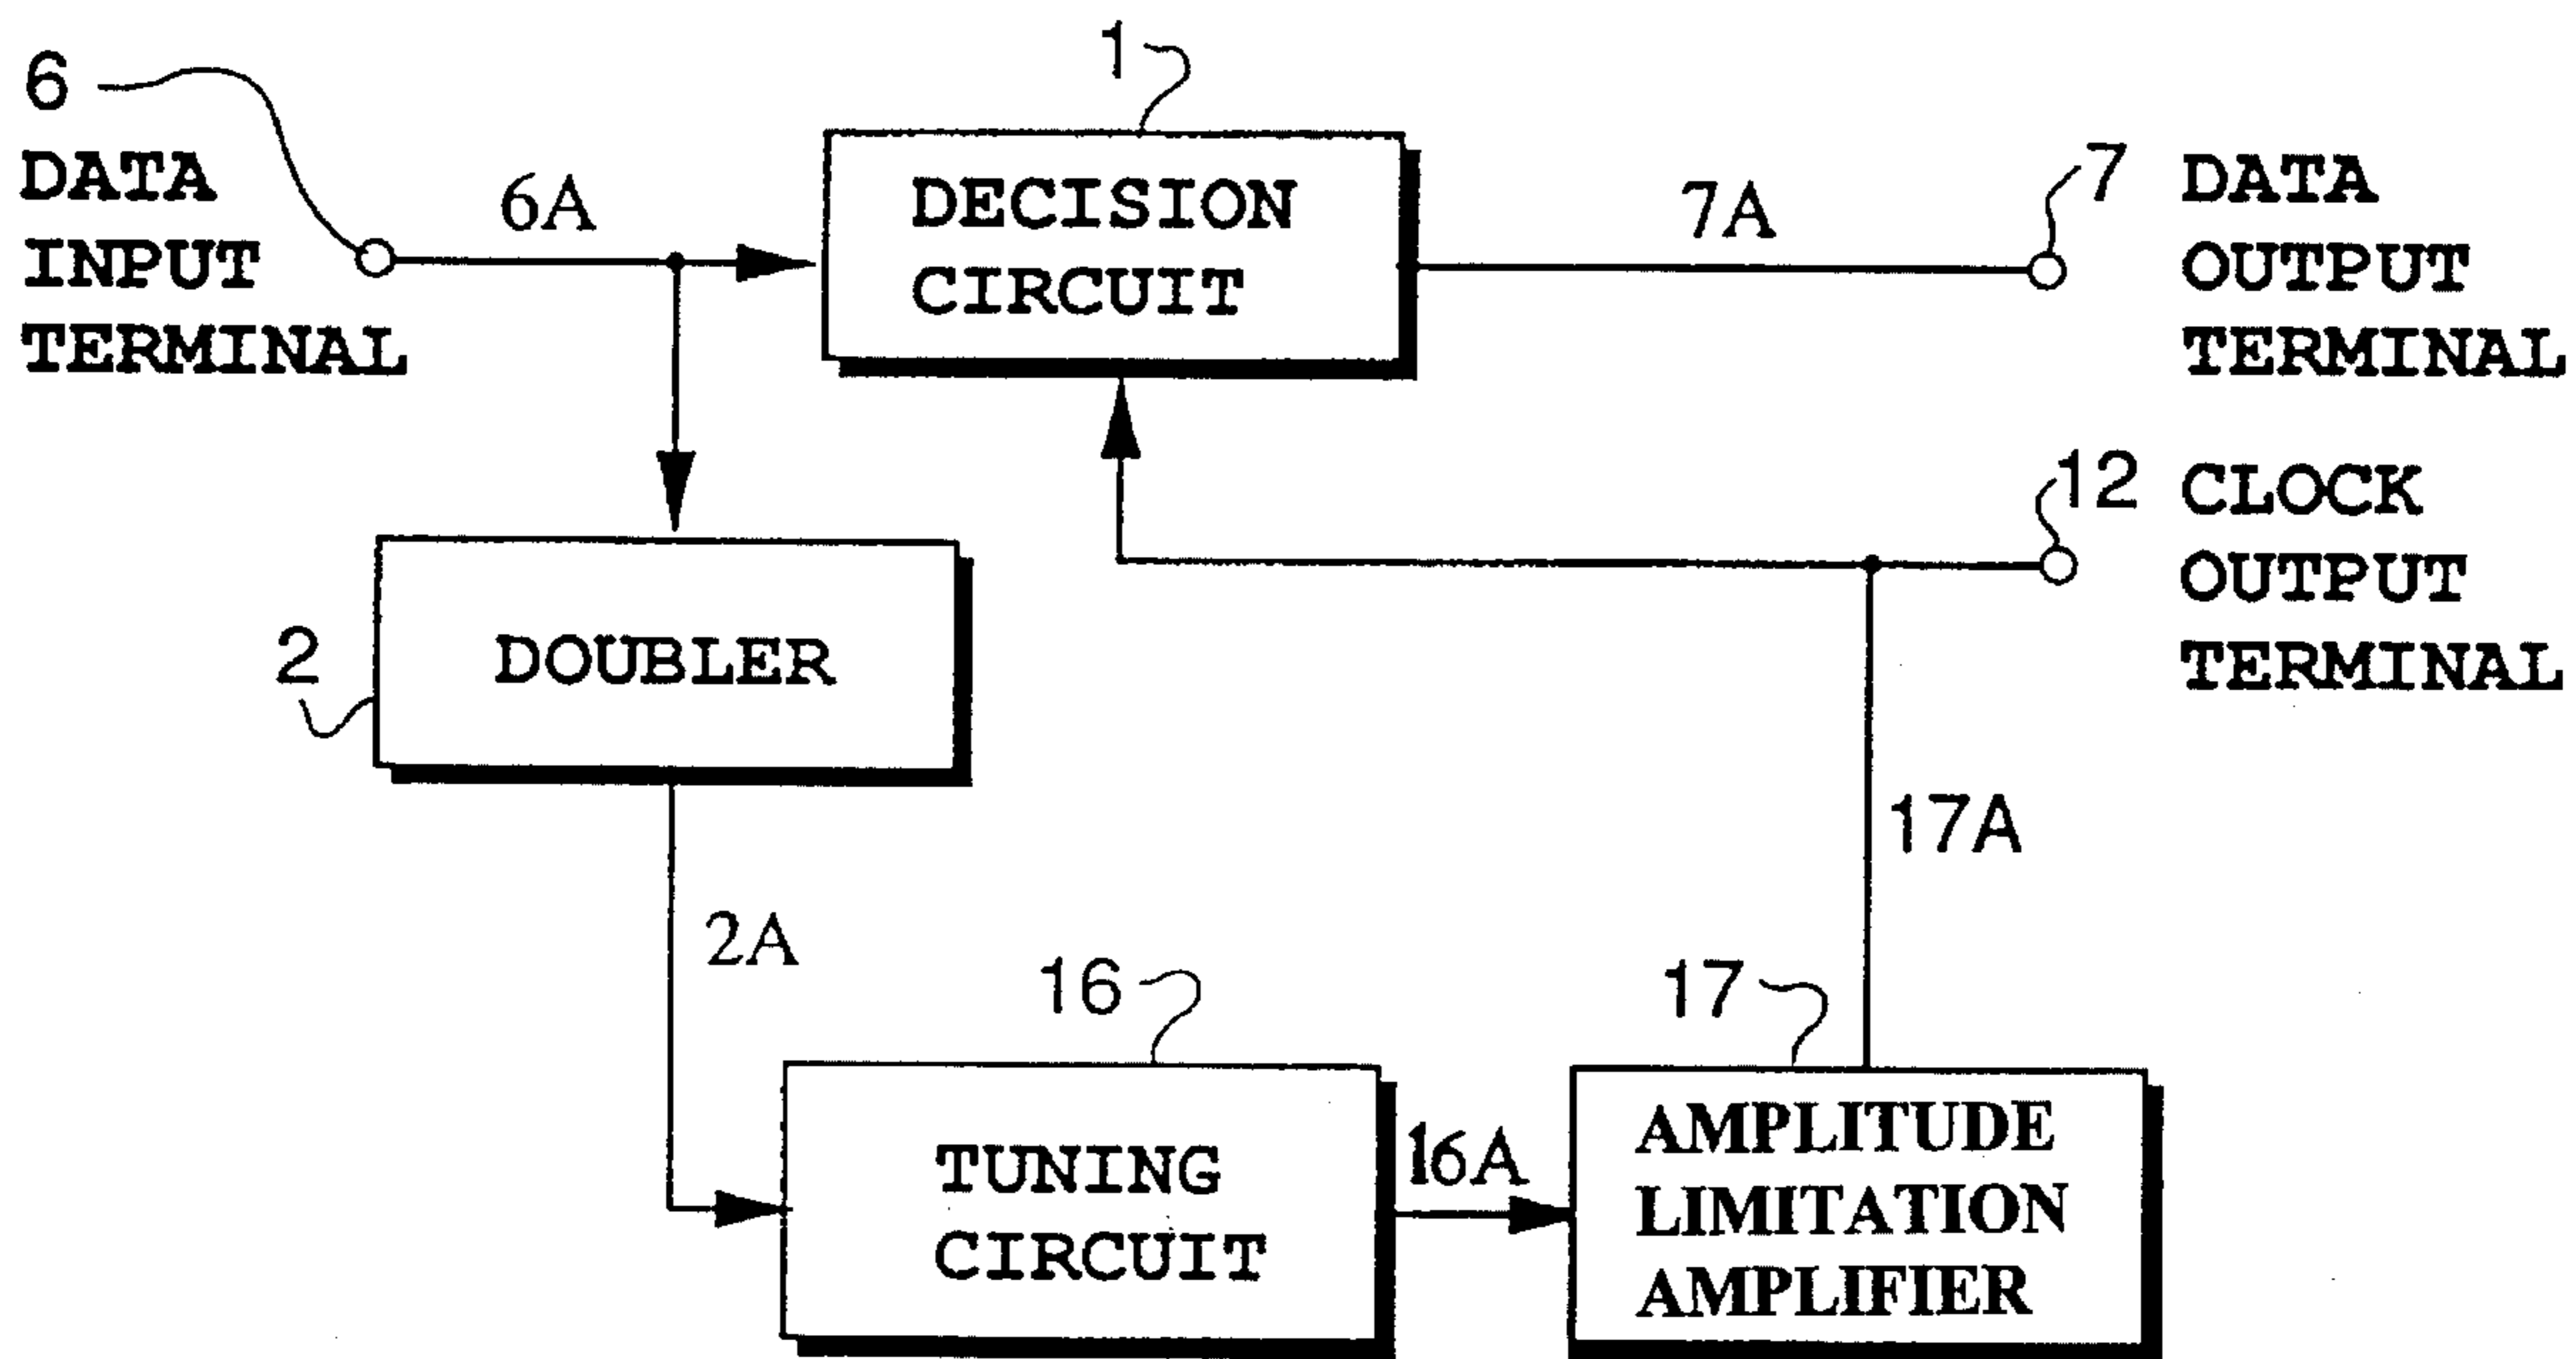 6
DATA
INPUT
TERMINAL
6A
1
DECISION
CIRCUIT
7A
7
DATA
OUTPUT
TERMINAL
12
CLOCK
OUTPUT
TERMINAL
2
DOUBLER
2A
17A
16
TUNING
CIRCUIT
16A
17
AMPLITUDE
LIMITATION
AMPLIFIER